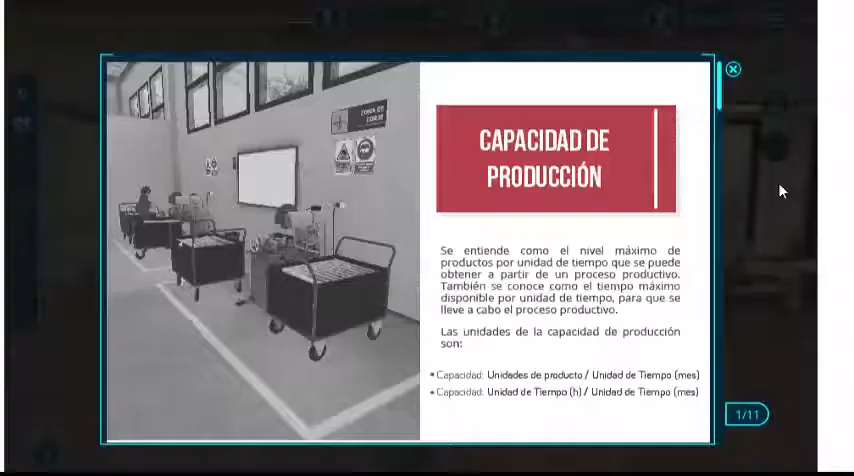 ZONA DE
CORTE
CAPACIDAD DE
PRODUCCIÓN
Se entiende como el nivel máximo de
productos por unidad de tiempo que se puede
obtener a partir de un proceso productivo.
También se conoce como el tiempo máximo
disponible por unidad de tiempo, para que se
lleve a cabo el proceso productivo.
Las unidades de la capacidad de producción
son:
• Capacidad: Unidades de producto / Unidad de Tiempo (mes)
• Capacidad: Unidad de Tiempo (h) / Unidad de Tiempo (mes)
1/11